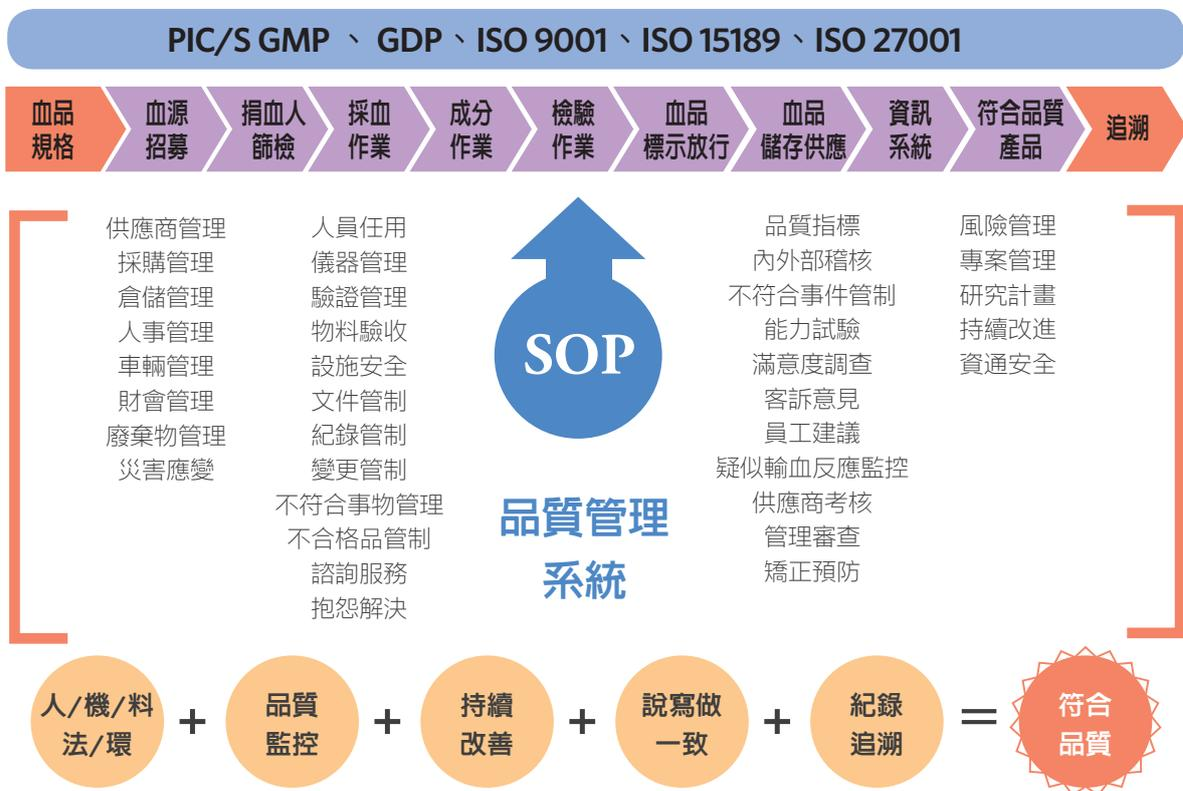 PIC/S GMP 、 GDP、ISO 9001、ISO 15189、ISO 27001
血品
規格
血源
招募
捐血人
篩檢
採血
作業
成分
作業
檢驗
作業
血品
標示放行
血品
儲存供應
資訊
系統
符合品質
產品
追溯
供應商管理
採購管理
倉儲管理
人事管理
車輛管理
財會管理
廢棄物管理
災害應變
人員任用
儀器管理
驗證管理
物料驗收
設施安全
文件管制
紀錄管制
變更管制
不符合事物管理
不合格品管制
諮詢服務
抱怨解決
SOP
品質管理
系統
品質指標
內外部稽核
不符合事件管制
能力試驗
滿意度調查
客訴意見
員工建議
疑似輸血反應監控
供應商考核
管理審查
矯正預防
風險管理
專案管理
研究計畫
持續改進
資通安全
人/機/料
法/環
+
品質
監控
+
持續
改善
+
說寫做
一致
+
紀錄
追溯
=
符合
品質